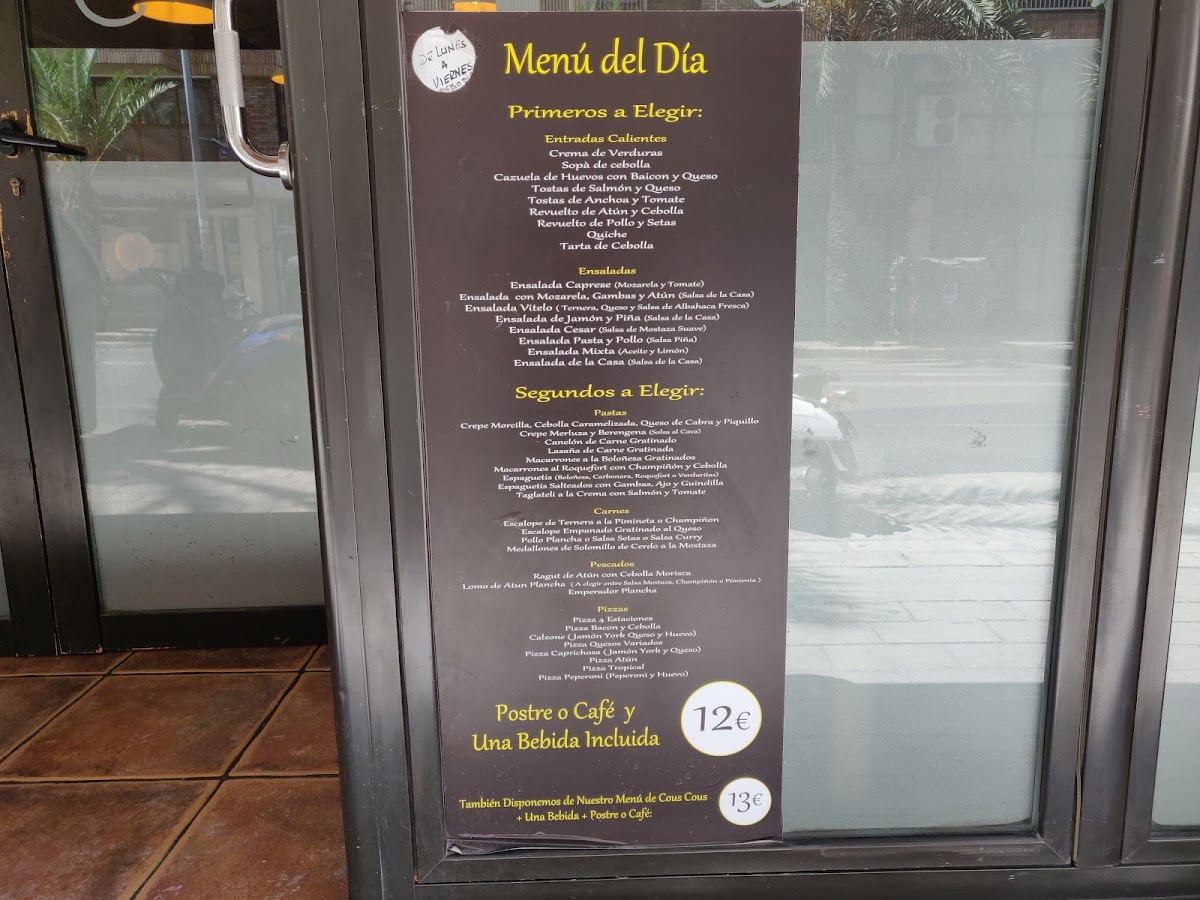 DE LUNES
A
VIERNES
Menú del Día
Primeros a Elegir:
Entradas Calientes
Crema de Verduras
Sopà de cebolla
Cazuela de Huevos con Baicon y Queso
Tostas de Salmón y Queso
Tostas de Anchoa y Tomate
Revuelto de Atún y Cebolla
Revuelto de Pollo y Setas
Quiche
Tarta de Cebolla
Ensaladas
Ensalada Caprese (Mozarela y Tomate)
Ensalada con Mozarela, Gambas y Atún (Salsa de la Casa)
Ensalada Vitelo ( Ternera, Queso y Salsa de Albahaca Fresca)
Ensalada de Jamón y Piña (Salsa de la Casa)
Ensalada Cesar (Salsa de Mostaza Suave)
Ensalada Pasta y Pollo (Salsa Piña)
Ensalada Mixta (Aceite y Limón)
Ensalada de la Casa (Salsa de la Casa)
Segundos a Elegir:
Pastas
Crepe Morcilla, Cebolla Caramelizada, Queso de Cabra y Piquillo
Crepe Merluza y Berengena (Salsa al Cava)
Canelón de Carne Gratinado
Lasaña de Carne Gratinada
Macarrones a la Boloñesa Gratinados
Macarrones al Roquefort con Champiñón y Cebolla
Espaguetis (Boloñesa, Carbonara, Roquefort o Verduritas)
Espaguetis Salteados con Gambas, Ajo y Guindilla
Taglateli a la Crema con Salmón y Tomate
Carnes
Escalope de Ternera a la Pimineta o Champiñon
Escalope Empanado Gratinado al Queso
Pollo Plancha o Salsa Setas o Salsa Curry
Medallones de Solomillo de Cerdo a la Mostaza
Pescados
Ragut de Atún con Cebolla Morisca
Lomo de Atun Plancha ( A elegir entre Salsa Mostaza, Champiñón o Pimienta )
Emperador Plancha
Pizzas
Pizza 4 Estaciones
Pizza Bacon y Cebolla
Calzone (Jamón York Queso y Huevo)
Pizza Quesos Variados
Pizza Caprichosa (Jamón York y Queso)
Pizza Atún
Pizza Tropical
Pizza Peperoni (Peperoni y Huevo)
Postre o Café y
Una Bebida Incluida
12€
También Disponemos de Nuestro Menú de Cous Cous
+ Una Bebida + Postre o Café:
13€